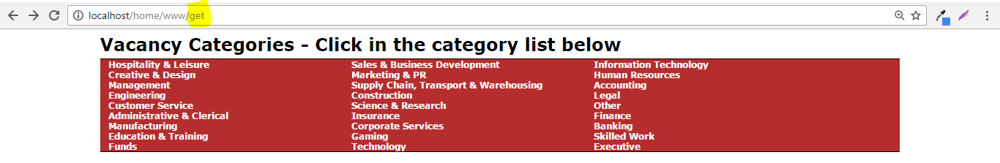 localhost/home/www/get
Vacancy Categories - Click in the category list below
Hospitality & Leisure Sales & Business Development Information Technology
Creative & Design Marketing & PR Human Resources
Management Supply Chain, Transport & Warehousing Accounting
Engineering Construction Legal
Customer Service Science & Research Other
Administrative & Clerical Insurance Finance
Manufacturing Corporate Services Banking
Education & Training Gaming Skilled Work
Funds Technology Executive